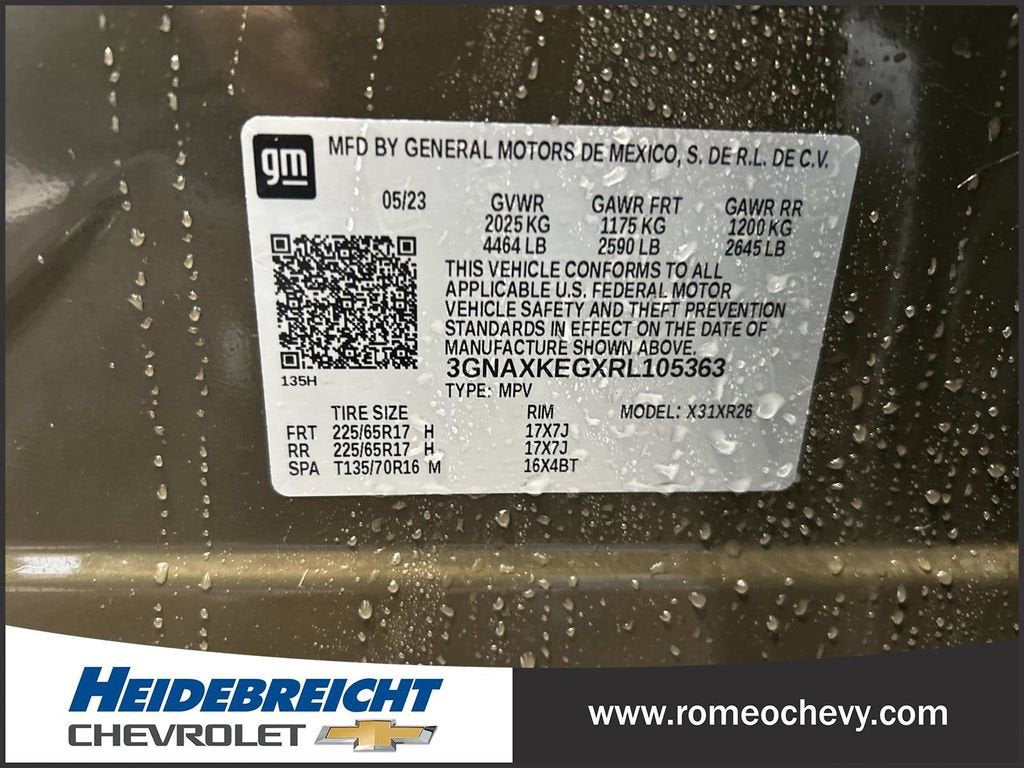 gm
MFD BY GENERAL MOTORS DE MEXICO, S. DE R.L. DE C.V.
05/23 GVWR GAWR FRT GAWR RR
2025 KG 1175 KG 1200 KG
4464 LB 2590 LB 2645 LB
THIS VEHICLE CONFORMS TO ALL
APPLICABLE U.S. FEDERAL MOTOR
VEHICLE SAFETY AND THEFT PREVENTION
STANDARDS IN EFFECT ON THE DATE OF
MANUFACTURE SHOWN ABOVE.
3GNAXKEGXRL105363
135H
TYPE: MPV
TIRE SIZE RIM MODEL: X31XR26
FRT 225/65R17 H 17X7J
RR 225/65R17 H 17X7J
SPA T135/70R16 M 16X4BT
HEIDEBREICHT
CHEVROLET
www.romeochevy.com